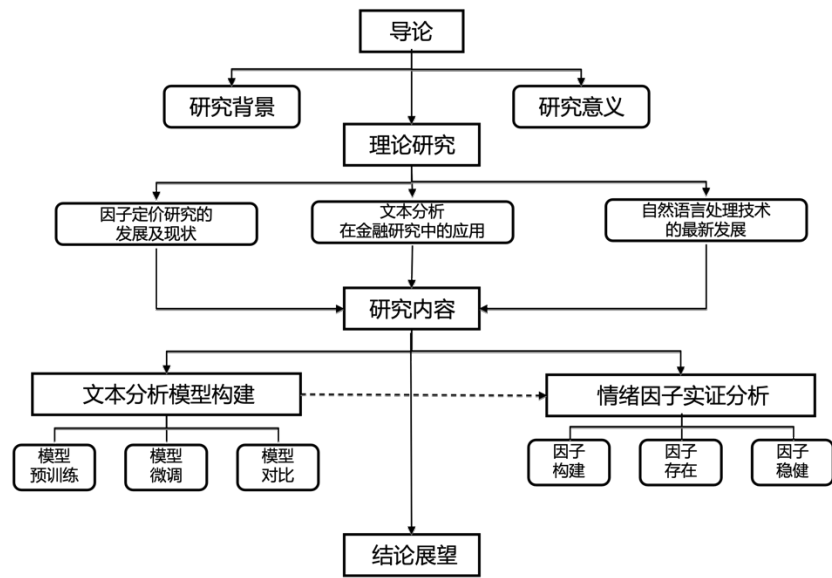 导论
研究背景
研究意义
理论研究
因子定价研究的
发展及现状
文本分析
在金融研究中的应用
自然语言处理技术
的最新发展
研究内容
文本分析模型构建
情绪因子实证分析
模型
预训练
模型
微调
模型
对比
因子
构建
因子
存在
因子
稳健
结论展望